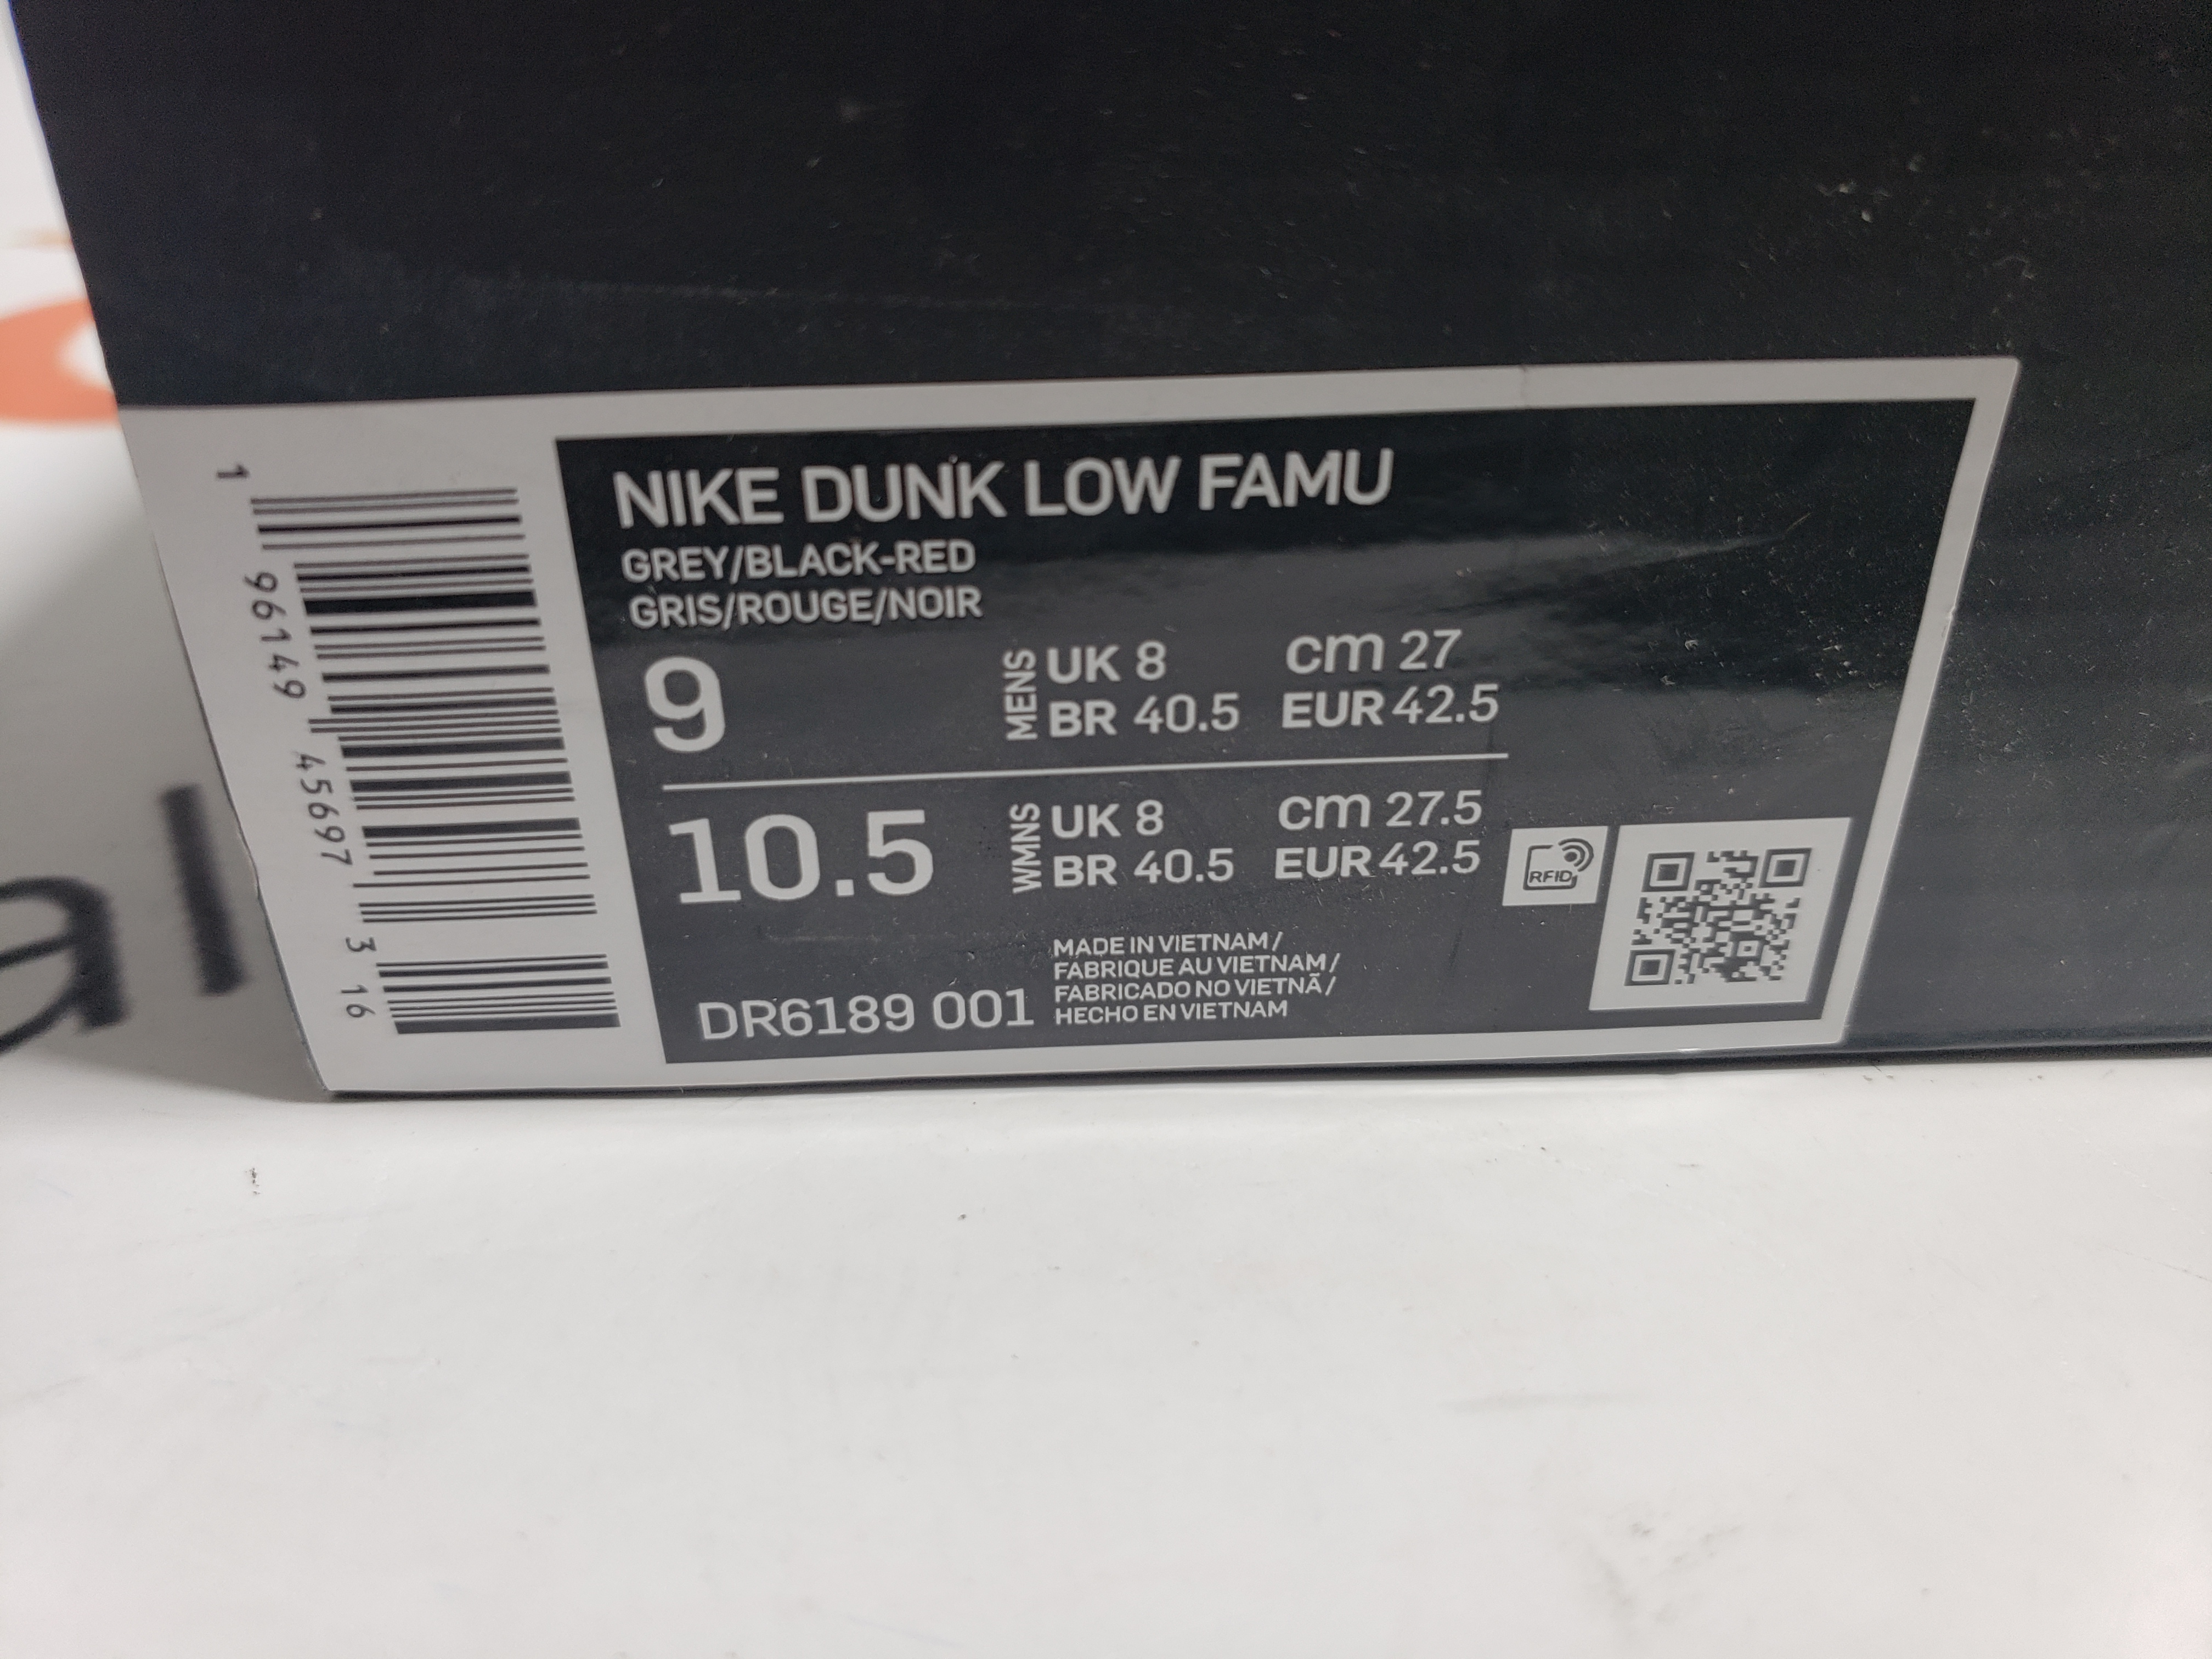 NIKE DUNK LOW FAMU
GREY/BLACK-RED
GRIS/ROUGE/NOIR
9
MENS
UK 8
cm 27
BR 40.5
EUR 42.5
10.5
WMNS
UK 8
cm 27.5
BR 40.5
EUR 42.5
RFID
DR6189 001
MADE IN VIETNAM/
FABRIQUE AU VIETNAM/
FABRICADO NO VIETNÃ/
HECHO EN VIETNAM
1 96149 45697 3 16
al